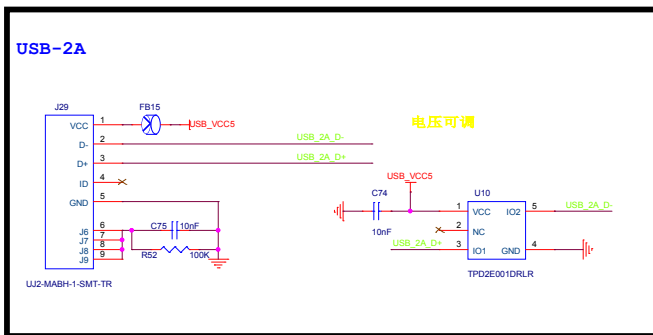 USB-2A
J29
FB15
VCC 1 USB_VCC5
电压可调
D- 2 USB_2A_D-
D+ 3 USB_2A_D+
ID 4
USB_VCC5
GND 5
C74
U10
10nF
1 VCC IO2 5 USB_2A_D-
2 NC
USB_2A_D+ 3 IO1 GND 4
J6 6
C75 10nF
J7 7
J8 8
J9 9
R52 100K
TPD2E001DRLR
UJ2-MABH-1-SMT-TR